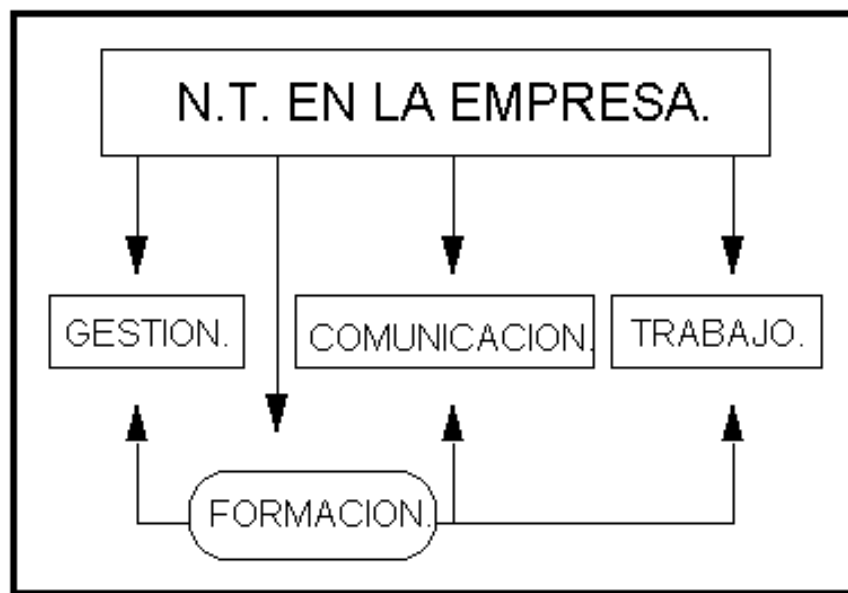 N.T. EN LA EMPRESA.
GESTION.
COMUNICACION.
TRABAJO.
FORMACION.